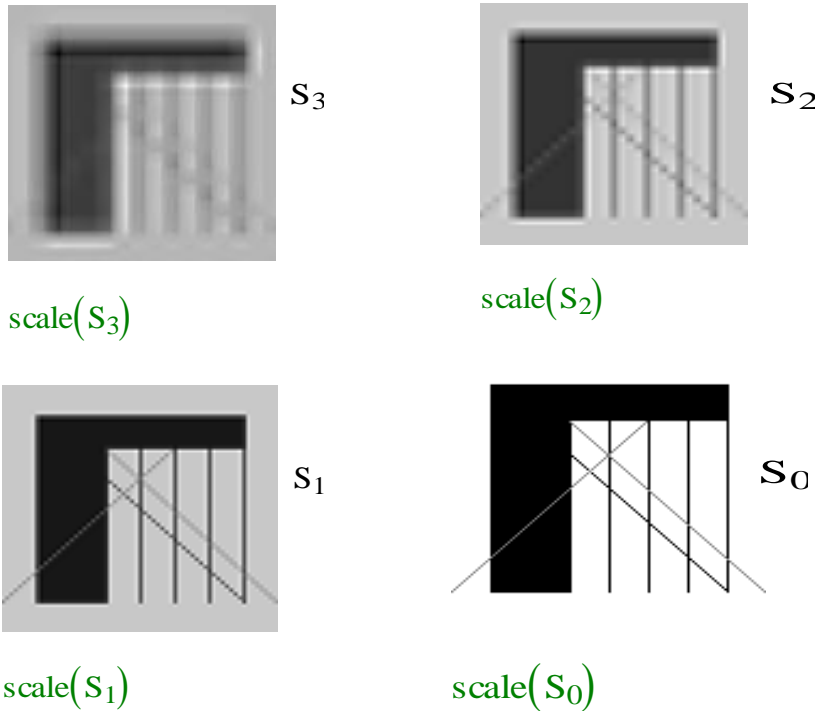 S₃
S₂
scale(S₃)
scale(S₂)
S₁
S₀
scale(S₁)
scale(S₀)